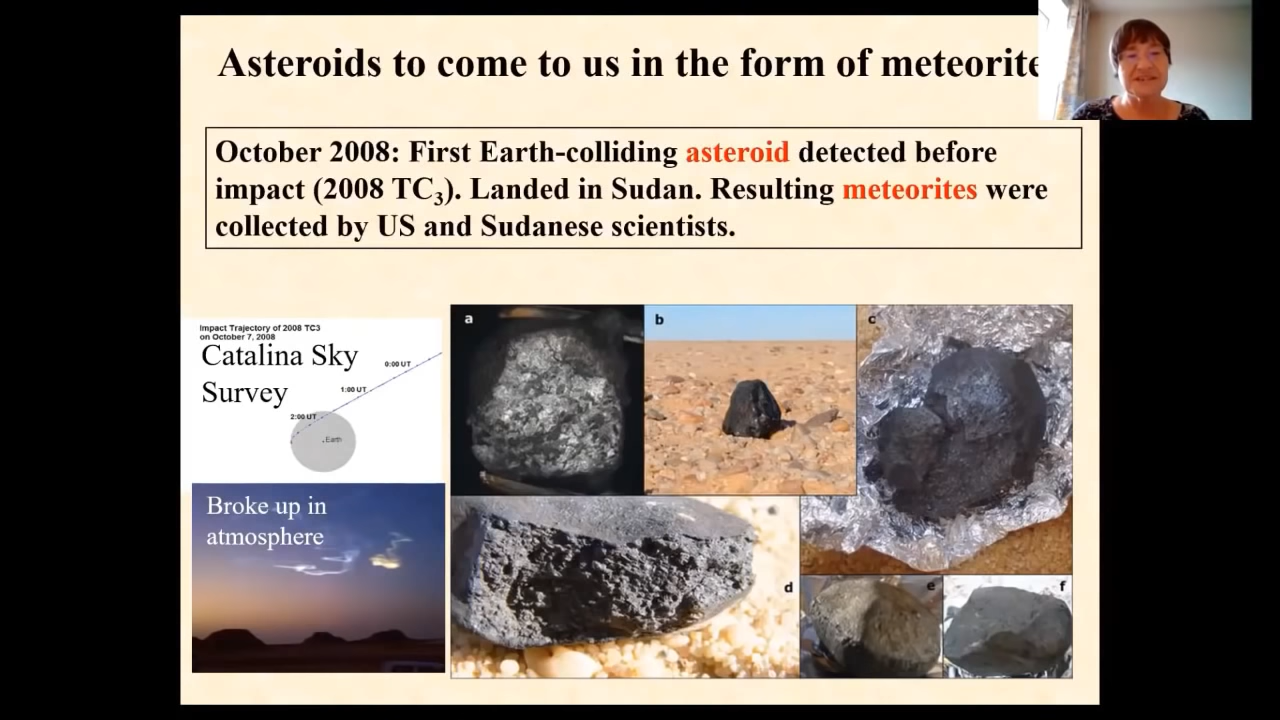 Asteroids to come to us in the form of meteorite
October 2008: First Earth-colliding asteroid detected before
impact (2008 TC₃). Landed in Sudan. Resulting meteorites were
collected by US and Sudanese scientists.
Impact Trajectory of 2008 TC3
on October 7, 2008
Catalina Sky
Survey
0:00 UT
1:00 UT
2:00 UT
Earth
Broke up in
atmosphere
a
b
c
d
e
f